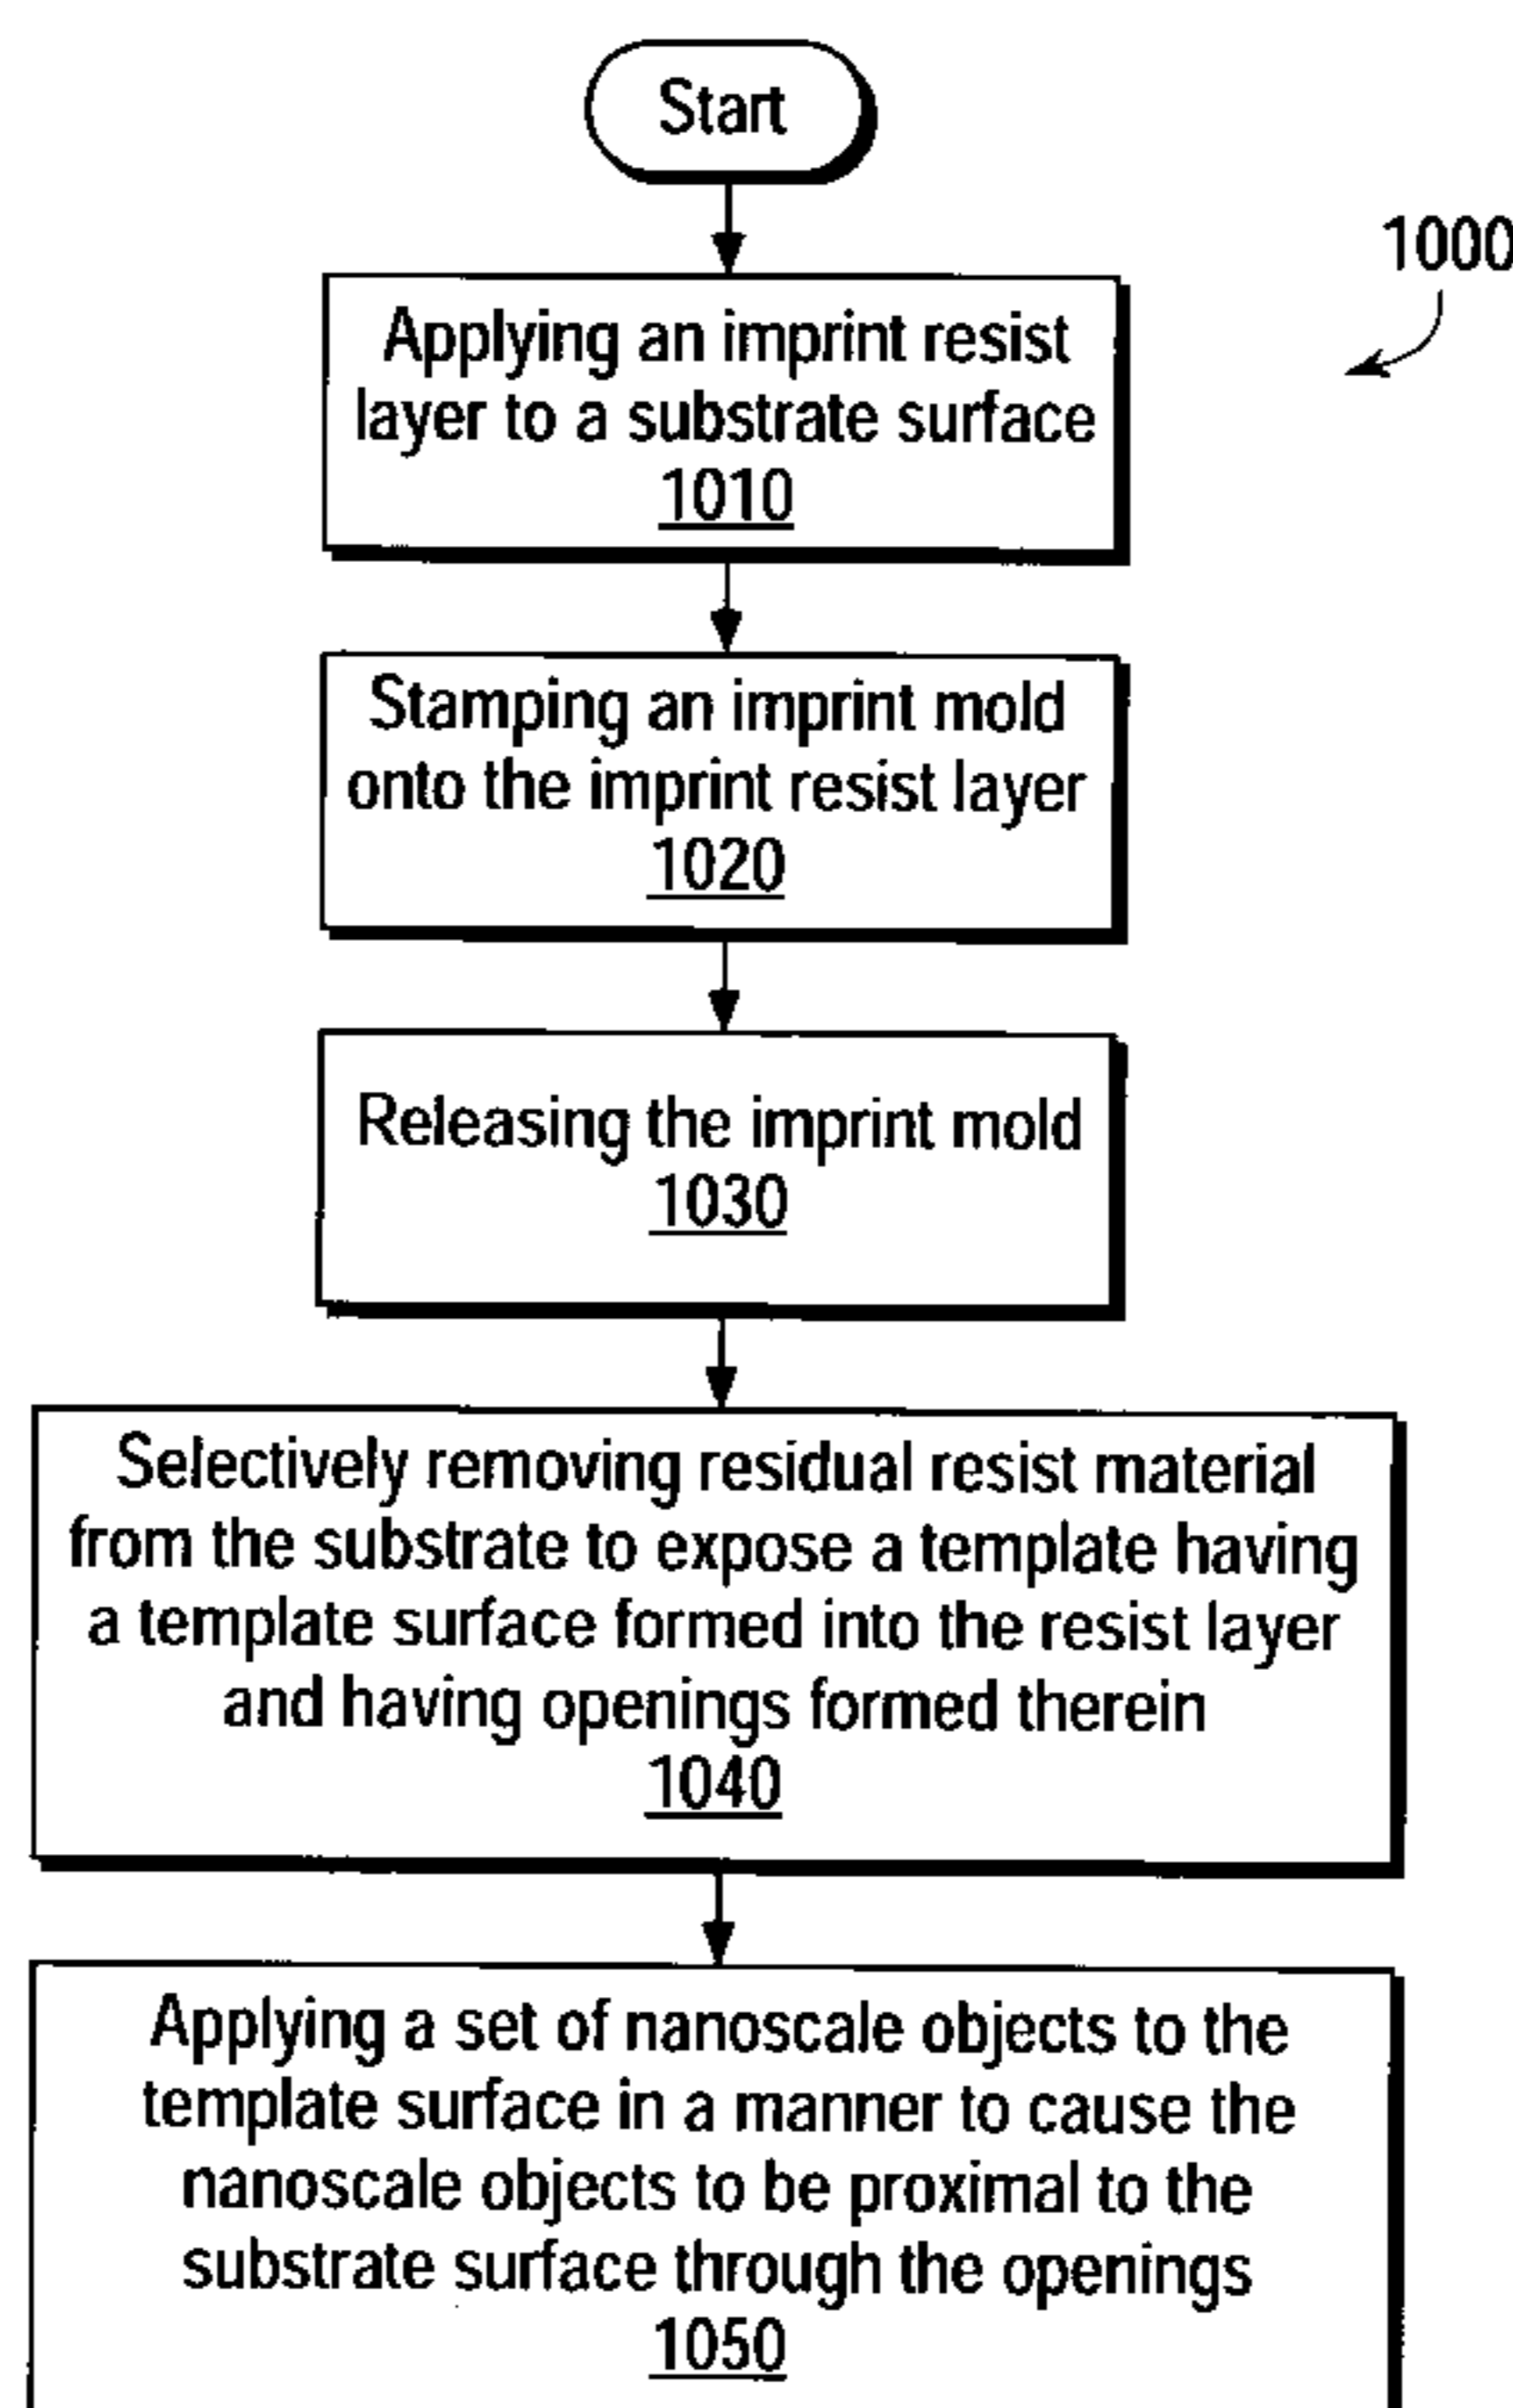 Start
1000
Applying an imprint resist
layer to a substrate surface
1010
Stamping an imprint mold
onto the imprint resist layer
1020
Releasing the imprint mold
1030
Selectively removing residual resist material
from the substrate to expose a template having
a template surface formed into the resist layer
and having openings formed therein
1040
Applying a set of nanoscale objects to the
template surface in a manner to cause the
nanoscale objects to be proximal to the
substrate surface through the openings
1050